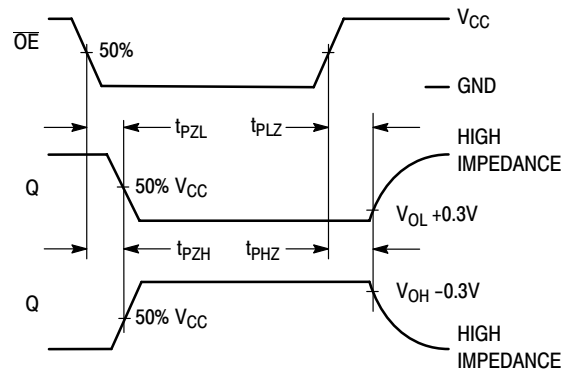 VCC
OE
50%
GND
tPZL
tPLZ
HIGH
IMPEDANCE
Q
50% VCC
VOL +0.3V
tPZH
tPHZ
VOH −0.3V
Q
50% VCC
HIGH
IMPEDANCE